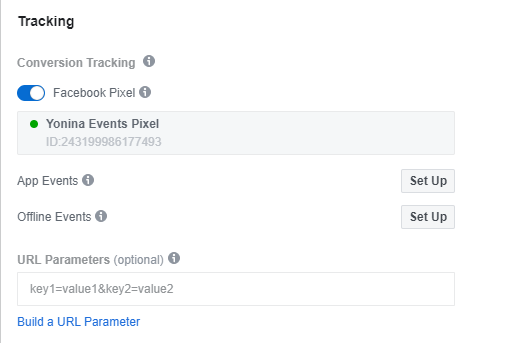 Tracking
Conversion Tracking
Facebook Pixel
Yonina Events Pixel
ID:243199986177493
App Events
Set Up
Offline Events
Set Up
URL Parameters (optional)
key1=value1&key2=value2
Build a URL Parameter